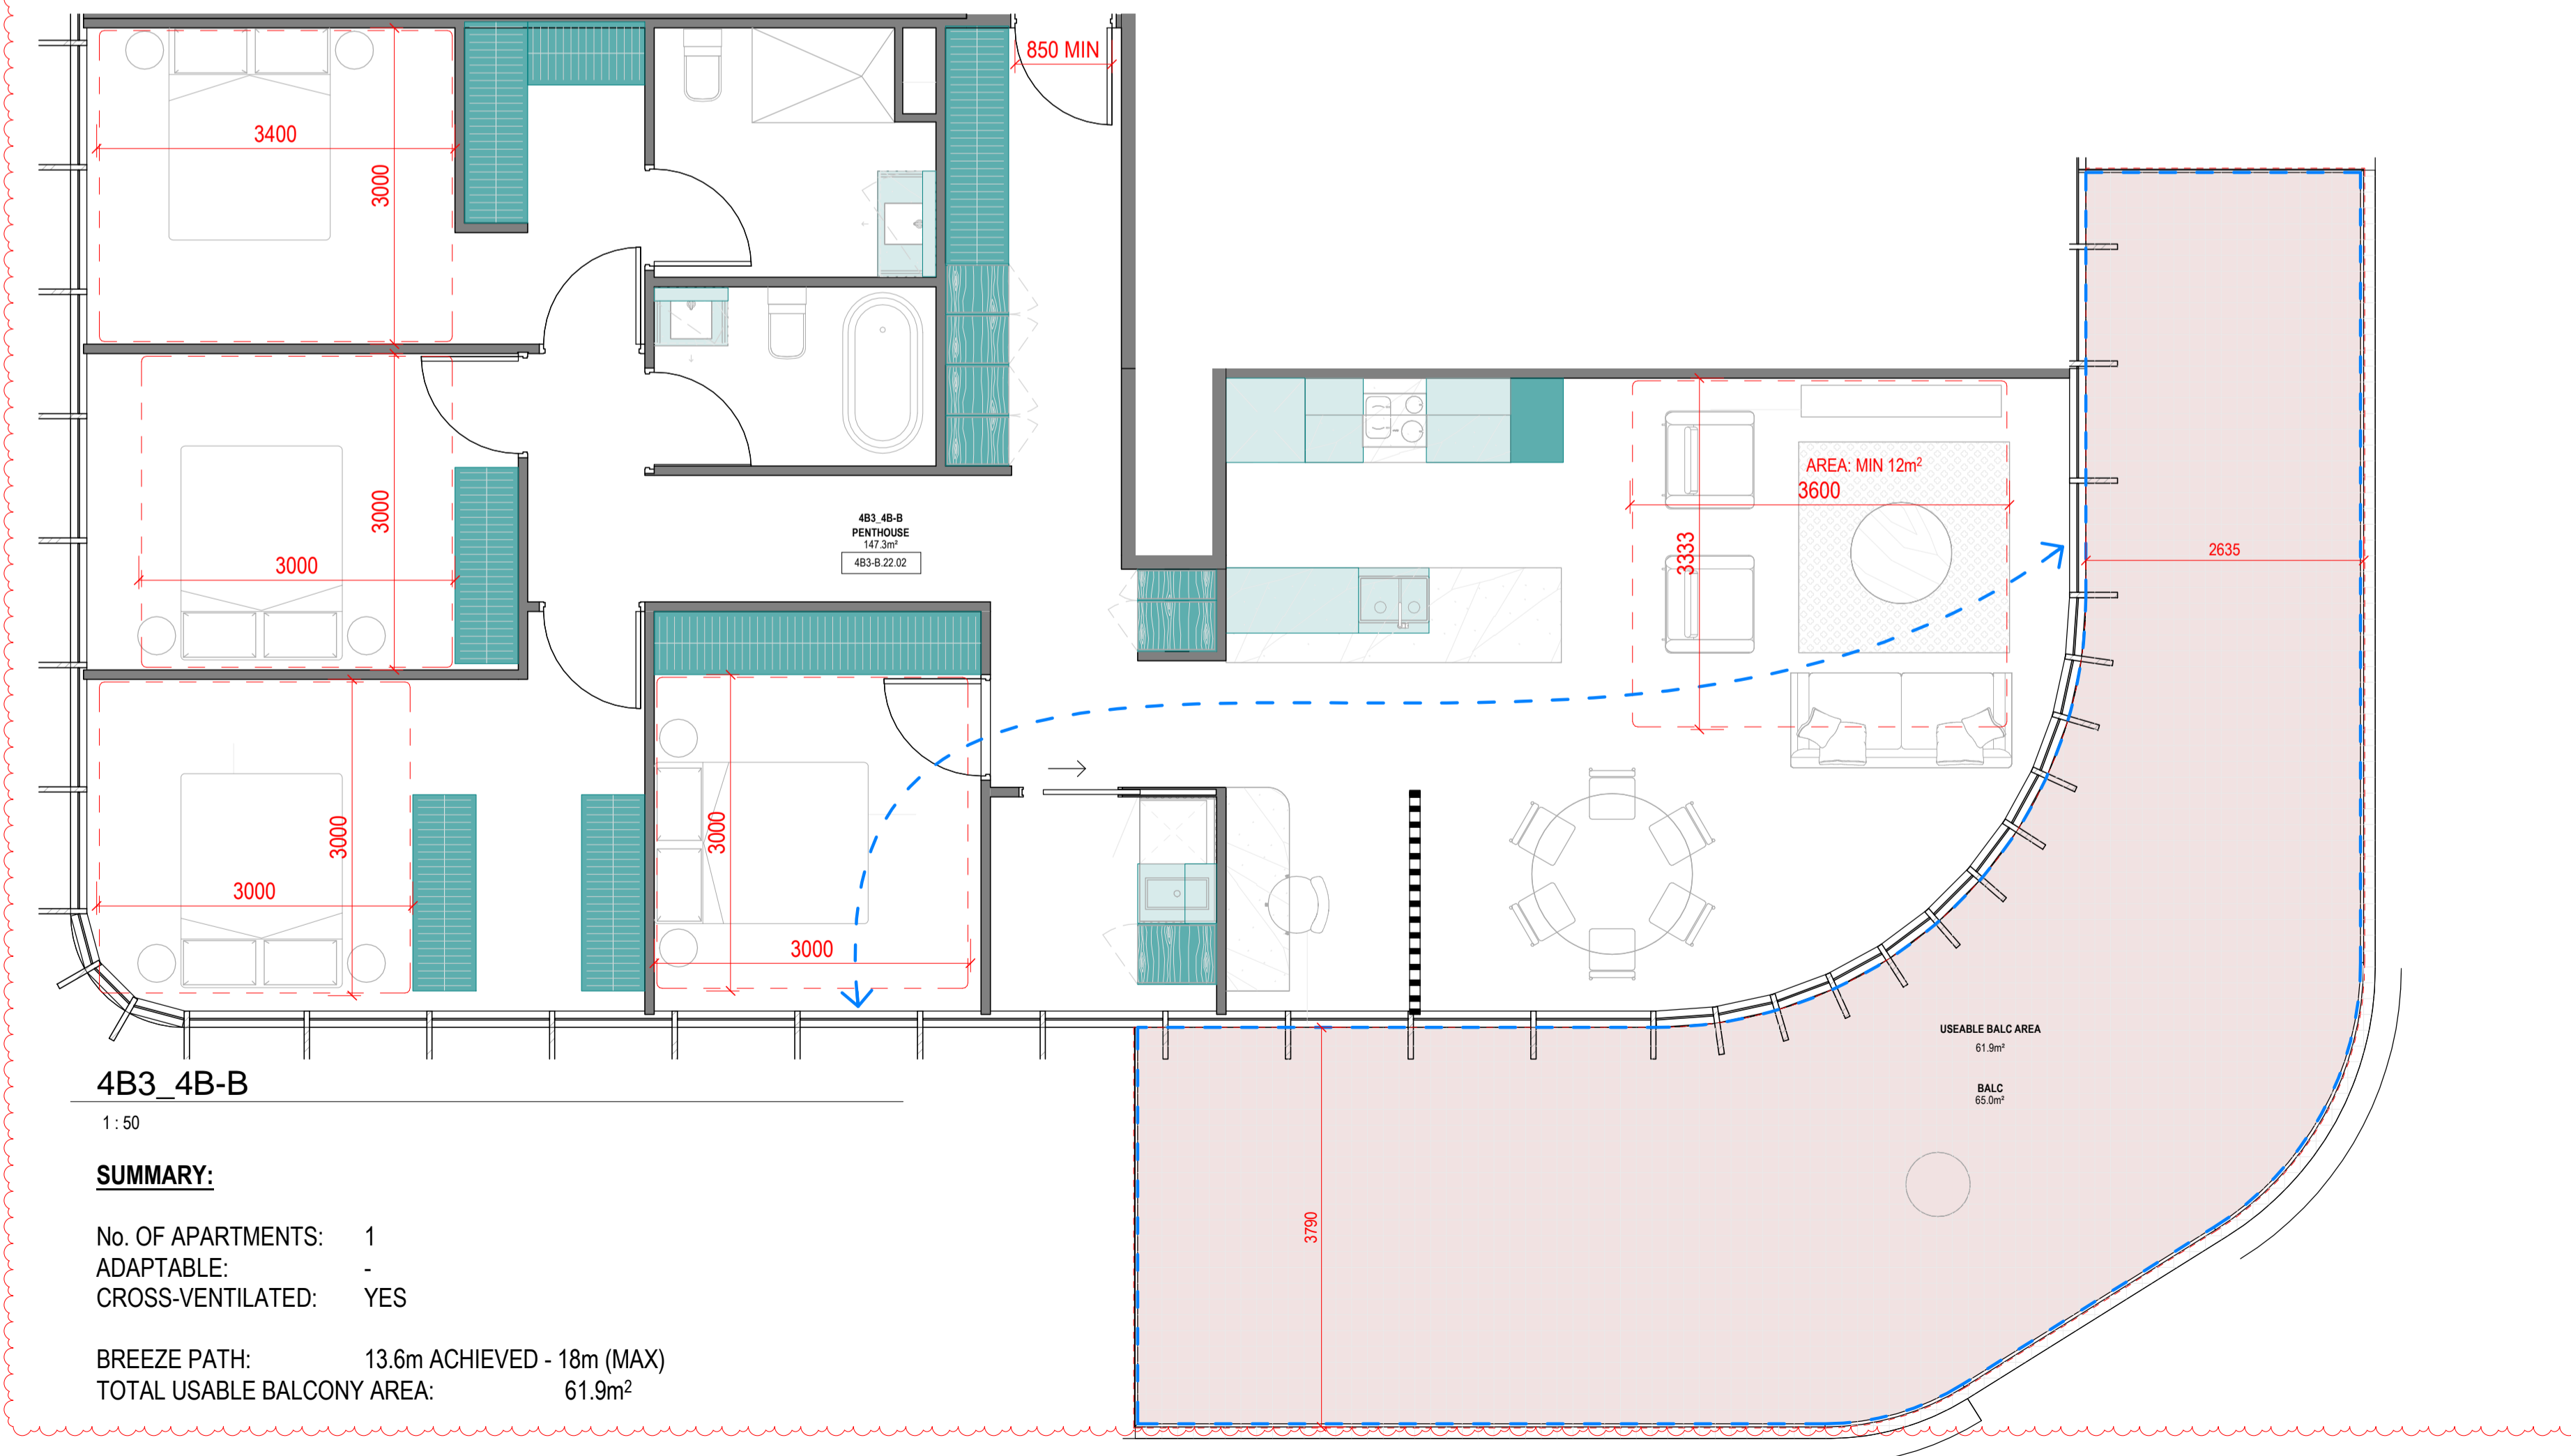 850 MIN
3400
3000
AREA: MIN 12m²
3600
3333
3000
3000
4B3_4B-B
PENTHOUSE
147.3m²
4B3-B.22.02
2635
3000
3000
3000
3000
USEABLE BALC AREA
61.9m²
BALC
65.0m²
3790
4B3_4B-B
1 : 50
SUMMARY:
No. OF APARTMENTS: 1
ADAPTABLE: -
CROSS-VENTILATED: YES
BREEZE PATH: 13.6m ACHIEVED - 18m (MAX)
TOTAL USABLE BALCONY AREA: 61.9m²